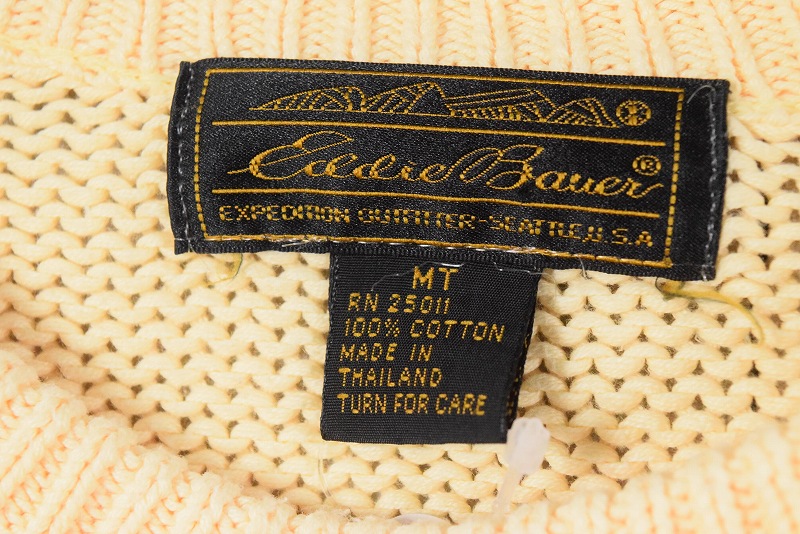 Eddie Bauer®
EXPEDITION OUTFITTER-SEATTLE,U.S.A
MT
RN 25011
100% COTTON
MADE IN
THAILAND
TURN FOR CARE